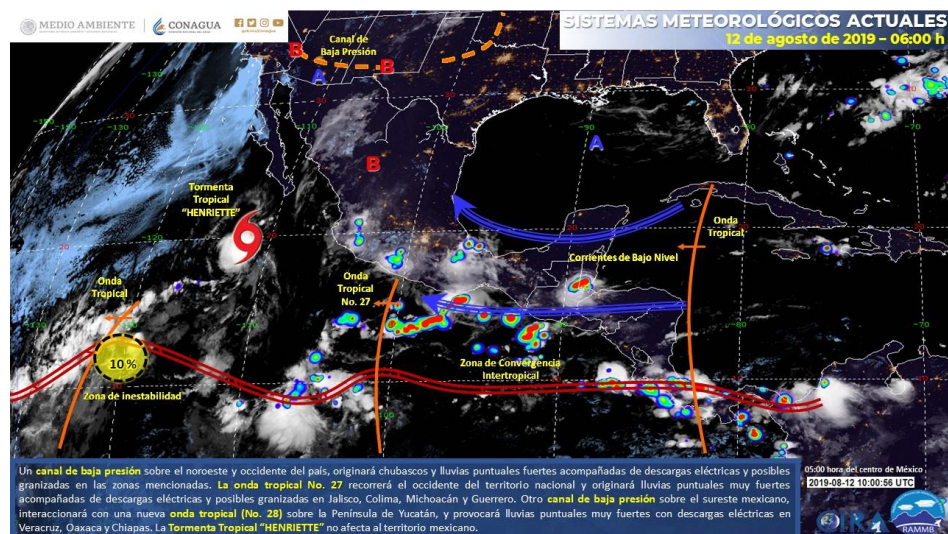 MEDIO AMBIENTE
CONAGUA
COMISIÓN NACIONAL DEL AGUA
SISTEMAS METEOROLÓGICOS ACTUALES
12 de agosto de 2019 – 06:00 h
Canal de
Baja Presión
B
B
A
A
B
Tormenta
Tropical
“HENRIETTE”
Onda
Tropical
Corrientes de Bajo Nivel
Onda
Tropical
No. 27
Onda
Tropical
10 %
Zona de Convergencia
Intertropical
Zona de inestabilidad
Un canal de baja presión sobre el noroeste y occidente del país, originará chubascos y lluvias puntuales fuertes acompañadas de descargas eléctricas y posibles
granizadas en las zonas mencionadas. La onda tropical No. 27 recorrerá el occidente del territorio nacional y originará lluvias puntuales muy fuertes
acompañadas de descargas eléctricas y posibles granizadas en Jalisco, Colima, Michoacán y Guerrero. Otro canal de baja presión sobre el sureste mexicano,
interaccionará con una nueva onda tropical (No. 28) sobre la Península de Yucatán, y provocará lluvias puntuales muy fuertes con descargas eléctricas en
Veracruz, Oaxaca y Chiapas. La Tormenta Tropical “HENRIETTE” no afecta al territorio mexicano.
05:00 hora del centro de México
2019-08-12 10:00:56 UTC
CIRA
RAMMB